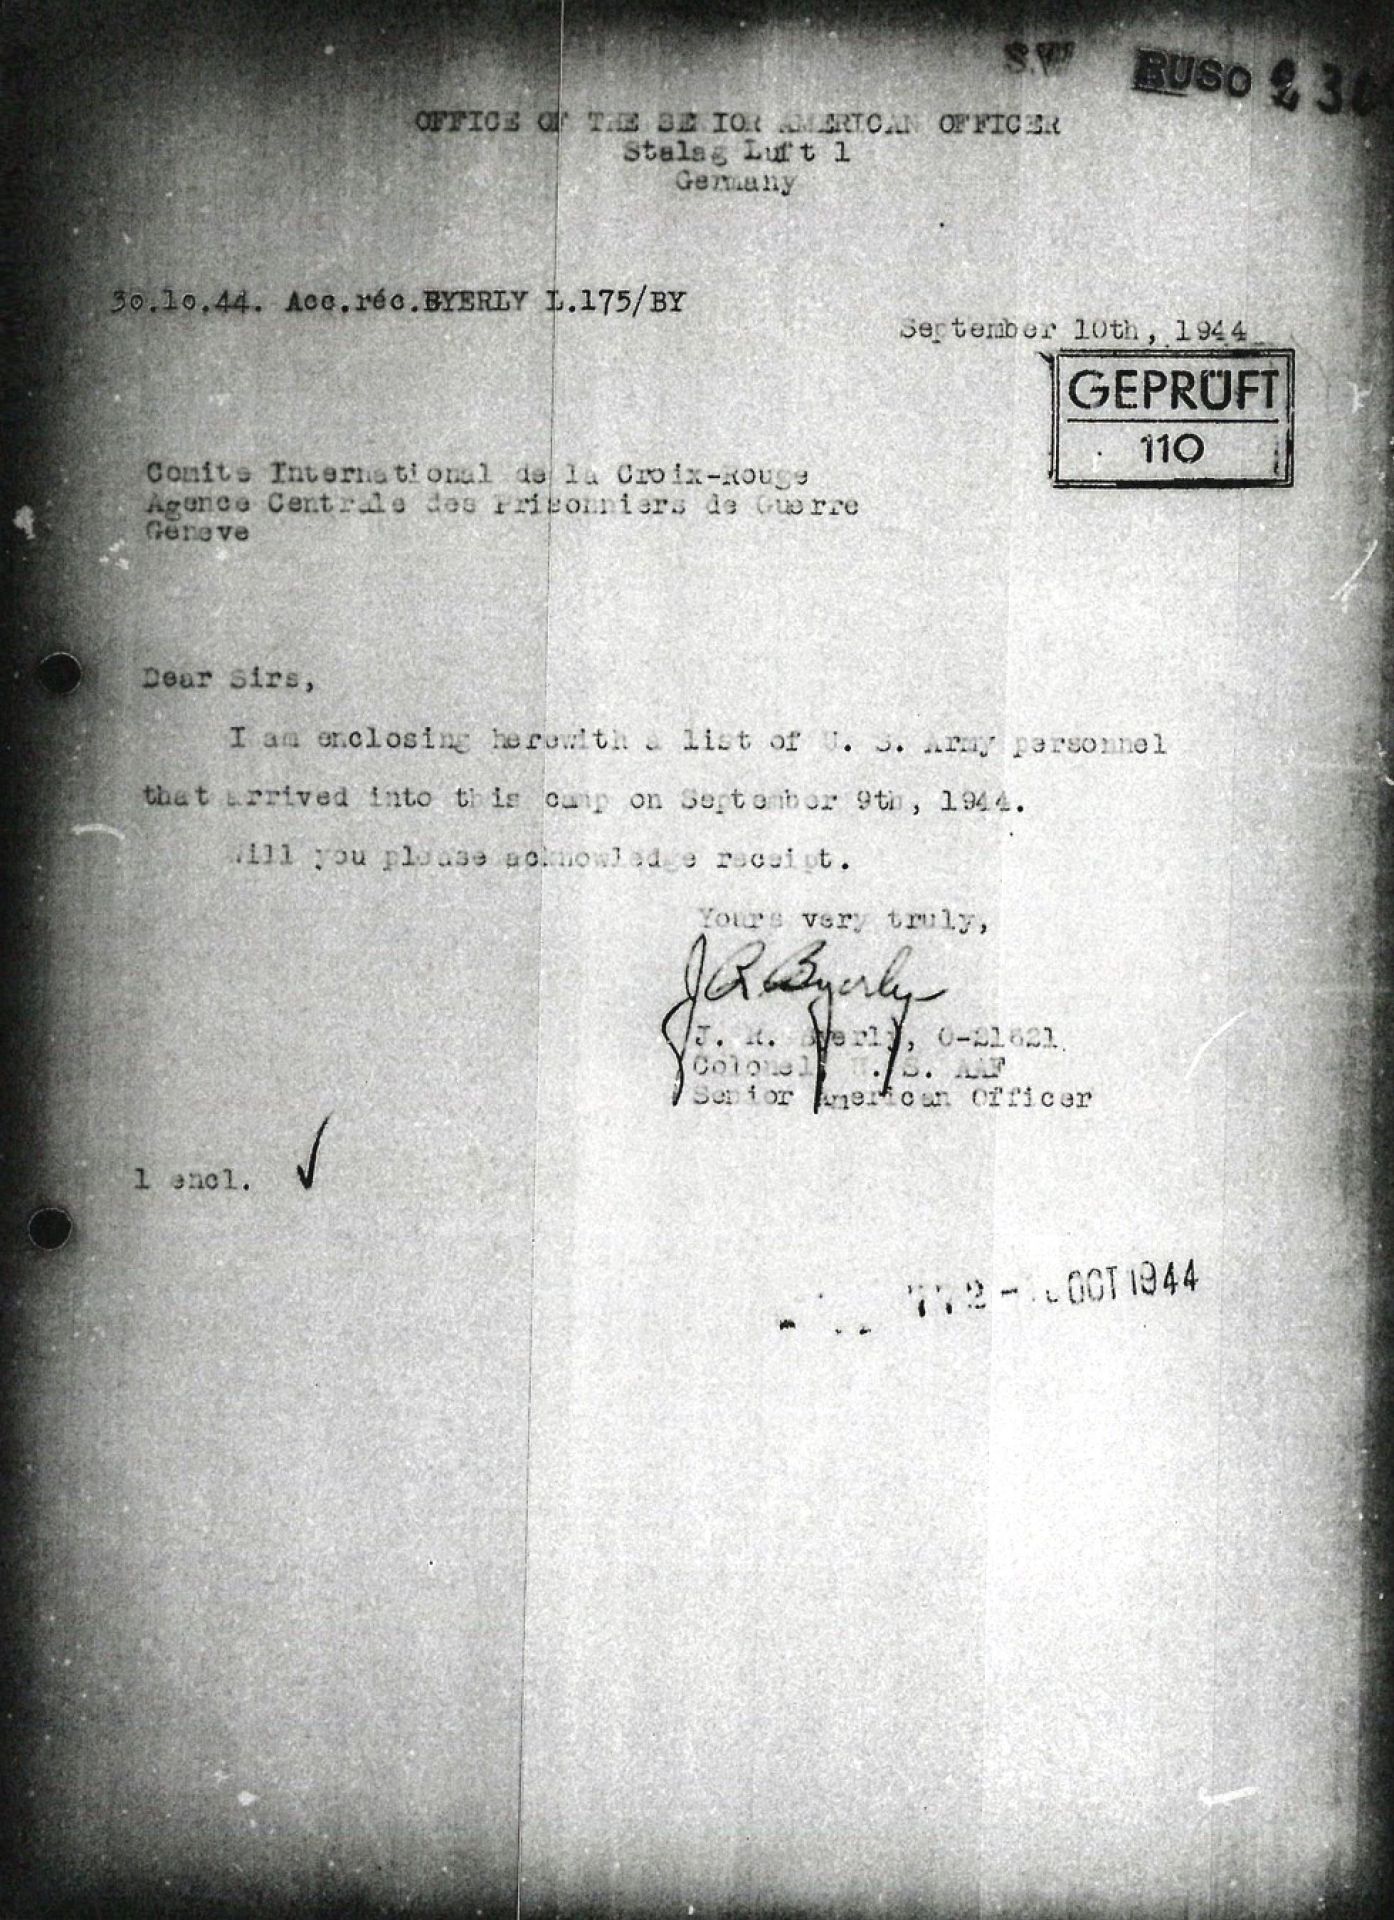 RUSO 230
OFFICE OF THE SENIOR AMERICAN OFFICER
Stalag Luft 1
Germany
30.10.44. Acc.réc.BYERLY L.175/BY
September 10th, 1944
GEPRÜFT
110
Comite International de la Croix-Rouge
Agence Centrale des Prisonniers de Guerre
Geneve
Dear Sirs,
I am enclosing herewith a list of U. S. Army personnel
that arrived into this camp on September 9th, 1944.
Will you please acknowledge receipt.
Yours very truly,
J R Byerly
J. R. Byerly, O-21621
Colonel, U. S. AAF
Senior American Officer
1 encl.
OCT 1944